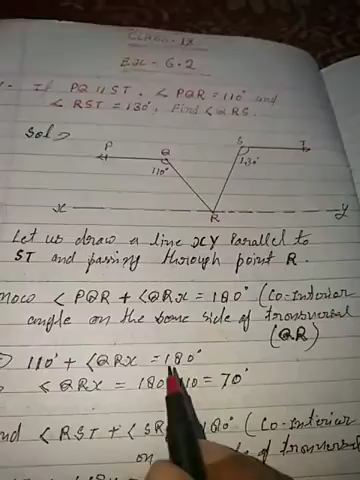 CLASS-IX
EX-6.2
If PQ || ST, < PQR = 110° and
< RST = 130°, Find < QRS.
Sol →
P Q S T
110° 130°
X R Y
Let us draw a line XY Parallel to
ST and passing through point R.
now < PQR + < QRX = 180° (Co-Interior
angle on the same side of transversal
(QR)
110° + < QRX = 180°
< QRX = 180 110 = 70°
< RST + < 180° (Co-Interior
on of transversal